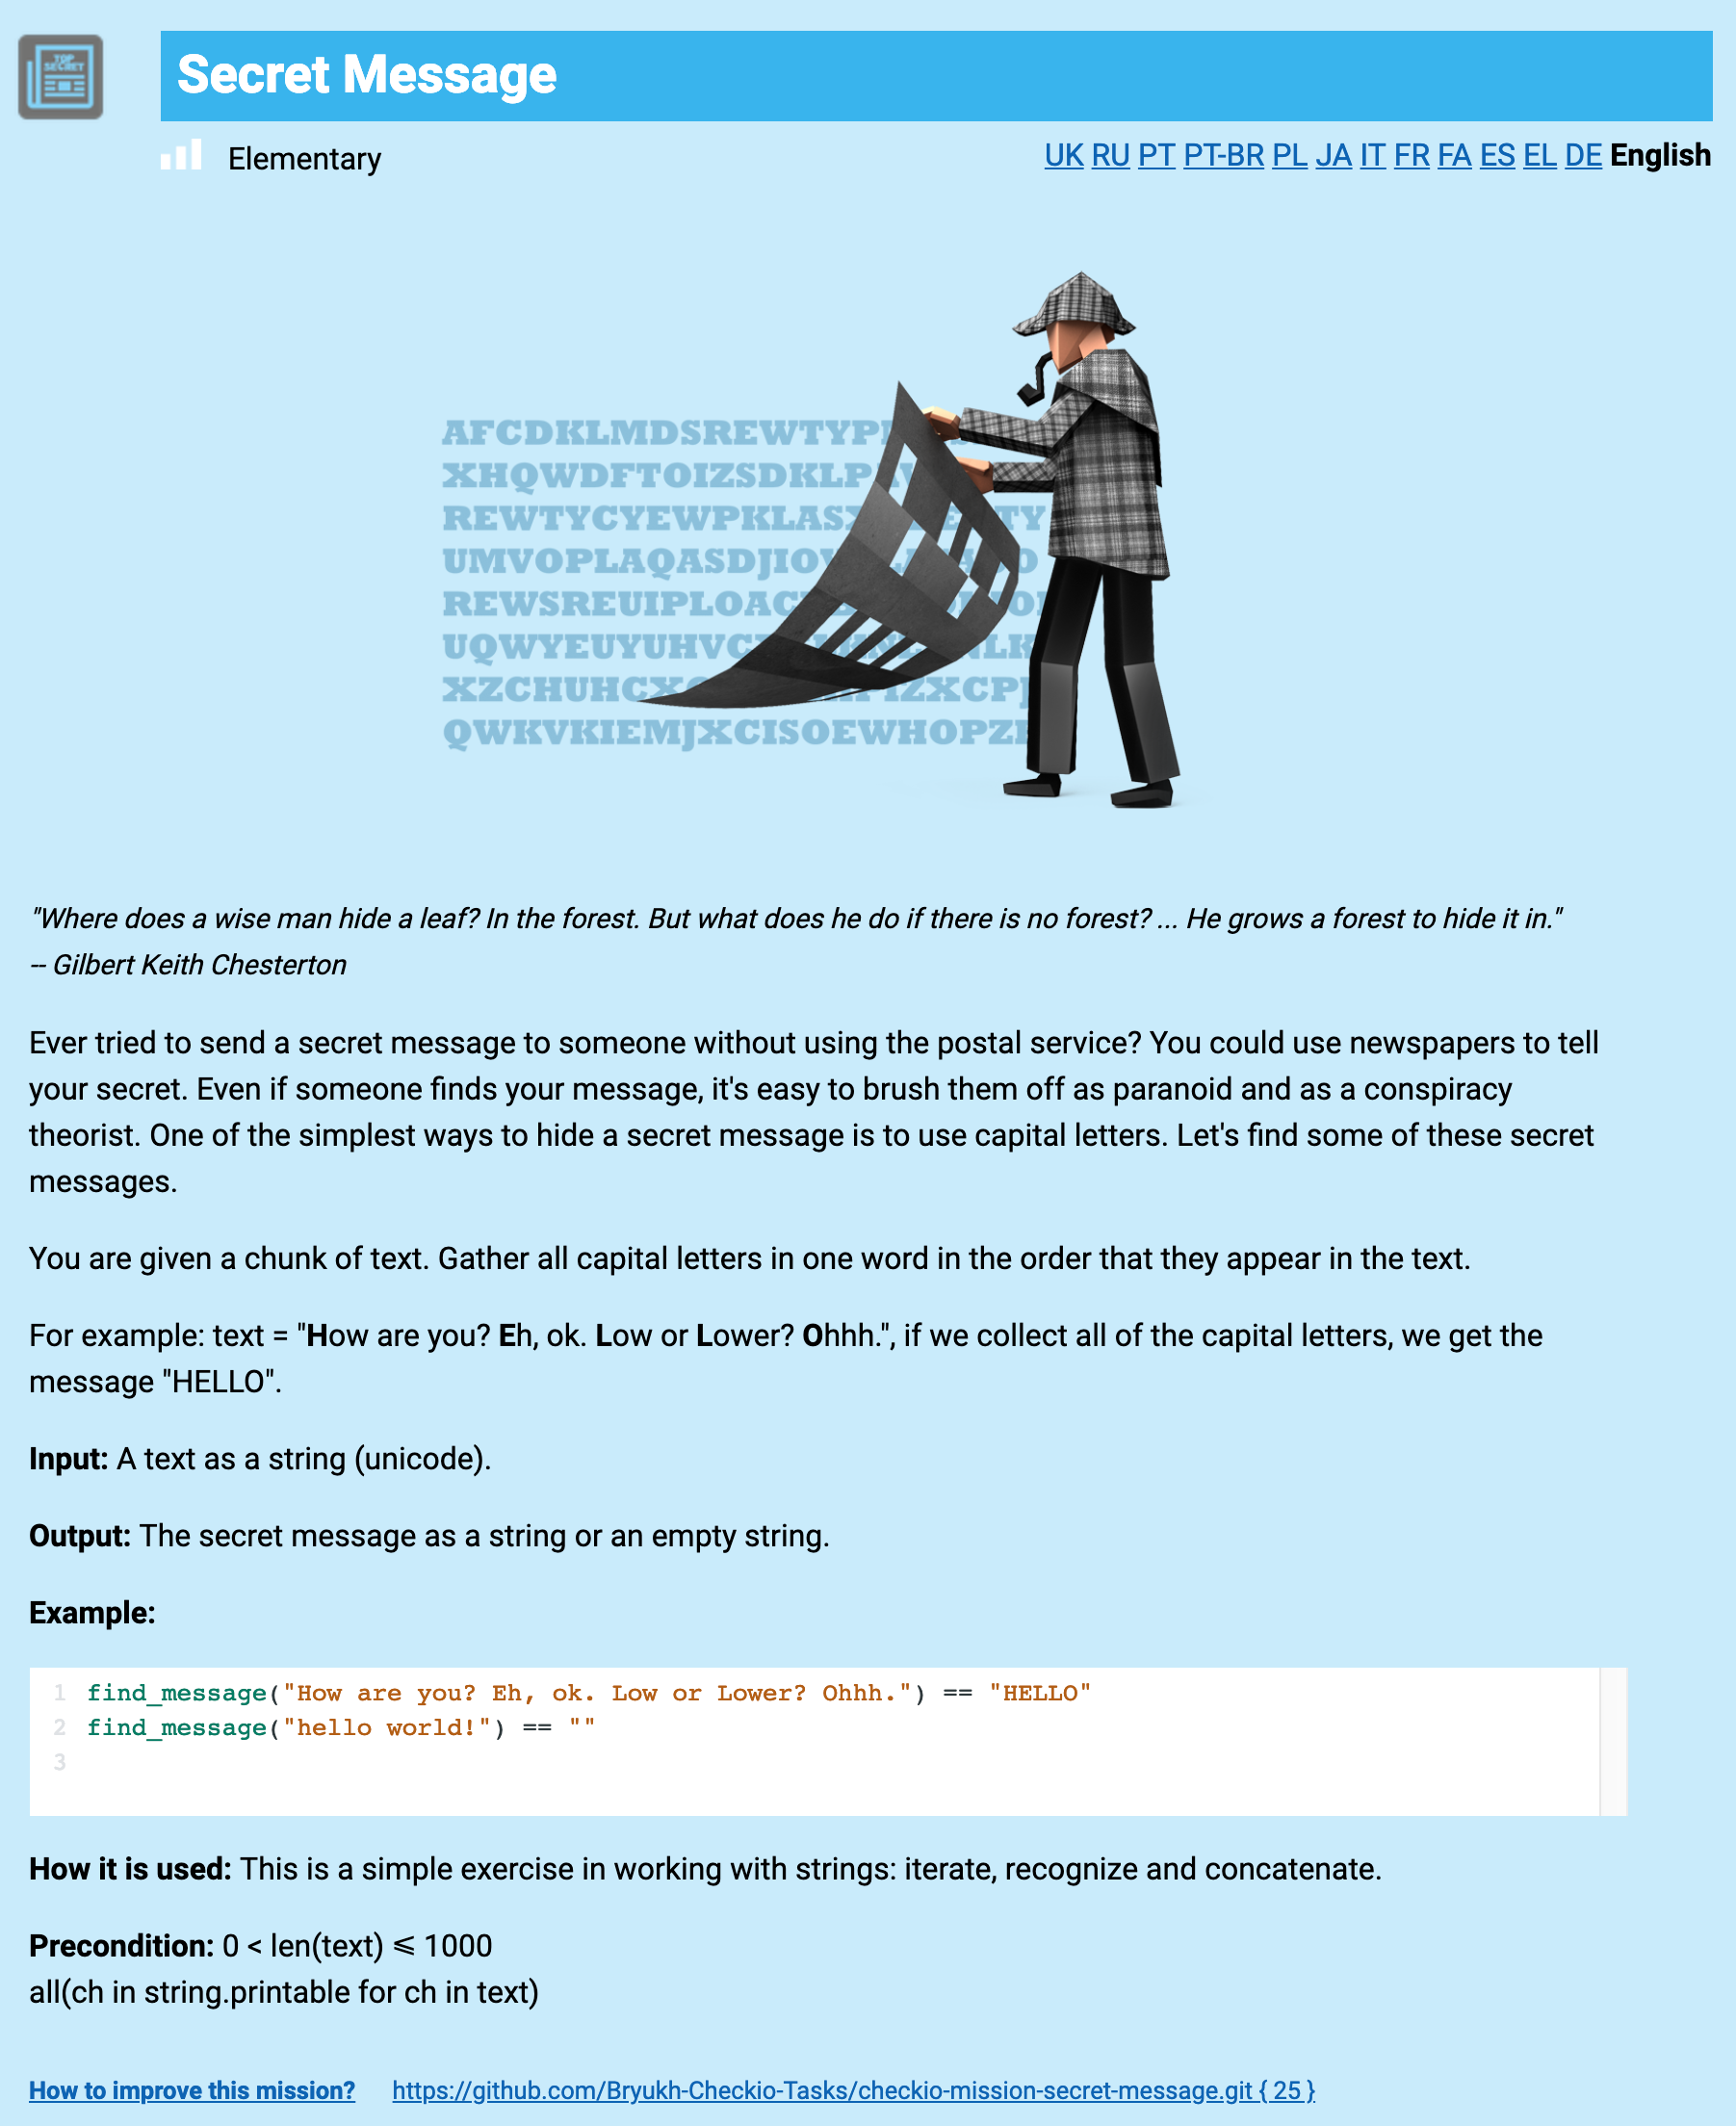 TOP
SECRET
Secret Message
Elementary
UK RU PT PT-BR PL JA IT FR FA ES EL DE English
AFCDKLMDSREWTYP
XHQWDFTOIZSDKLP
REWTYCYEWPKLAS TY
UMVOPLAQASDJIO
REWSREUIPLOAC
UQWYEUYUHVC
XZCHUHCX IZXCP
QWKVKIEMJXCISOEWHOPZ
"Where does a wise man hide a leaf? In the forest. But what does he do if there is no forest? ... He grows a forest to hide it in."
-- Gilbert Keith Chesterton
Ever tried to send a secret message to someone without using the postal service? You could use newspapers to tell
your secret. Even if someone finds your message, it's easy to brush them off as paranoid and as a conspiracy
theorist. One of the simplest ways to hide a secret message is to use capital letters. Let's find some of these secret
messages.
You are given a chunk of text. Gather all capital letters in one word in the order that they appear in the text.
For example: text = "How are you? Eh, ok. Low or Lower? Ohhh.", if we collect all of the capital letters, we get the
message "HELLO".
Input: A text as a string (unicode).
Output: The secret message as a string or an empty string.
Example:
1 find_message("How are you? Eh, ok. Low or Lower? Ohhh.") == "HELLO"
2 find_message("hello world!") == ""
3
How it is used: This is a simple exercise in working with strings: iterate, recognize and concatenate.
Precondition: 0 < len(text) ⩽ 1000
all(ch in string.printable for ch in text)
How to improve this mission? https://github.com/Bryukh-Checkio-Tasks/checkio-mission-secret-message.git { 25 }